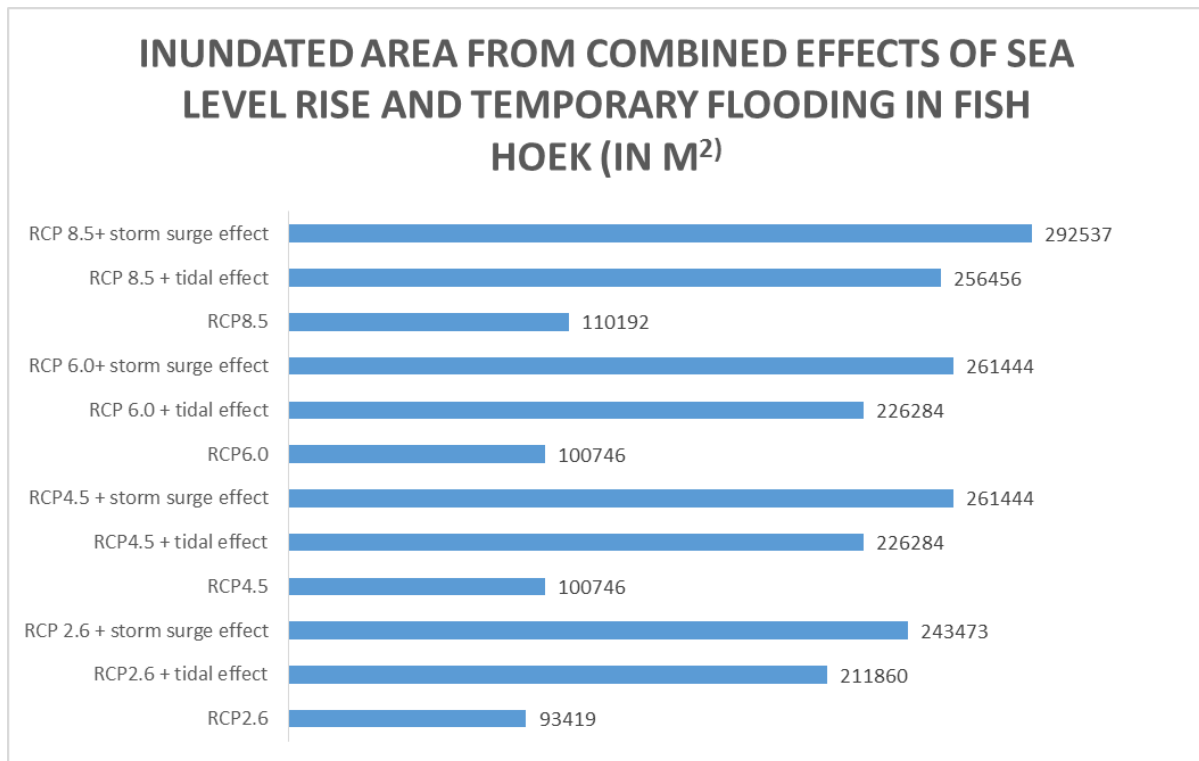 INUNDATED AREA FROM COMBINED EFFECTS OF SEA
LEVEL RISE AND TEMPORARY FLOODING IN FISH
HOEK (IN M²⁾
RCP 8.5+ storm surge effect 292537
RCP 8.5 + tidal effect 256456
RCP8.5 110192
RCP 6.0+ storm surge effect 261444
RCP 6.0 + tidal effect 226284
RCP6.0 100746
RCP4.5 + storm surge effect 261444
RCP4.5 + tidal effect 226284
RCP4.5 100746
RCP 2.6 + storm surge effect 243473
RCP2.6 + tidal effect 211860
RCP2.6 93419